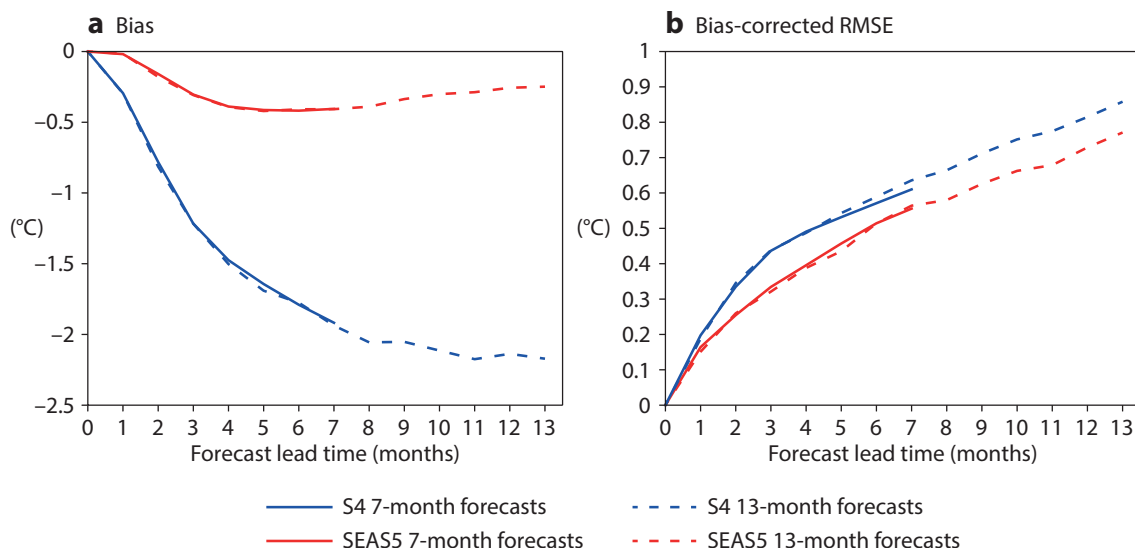 a Bias
0
−0.5
−1
(°C)
−1.5
−2
−2.5
0 1 2 3 4 5 6 7 8 9 10 11 12 13
Forecast lead time (months)
b Bias-corrected RMSE
1
0.9
0.8
0.7
0.6
(°C)
0.5
0.4
0.3
0.2
0.1
0
0 1 2 3 4 5 6 7 8 9 10 11 12 13
Forecast lead time (months)
S4 7-month forecasts
S4 13-month forecasts
SEAS5 7-month forecasts
SEAS5 13-month forecasts